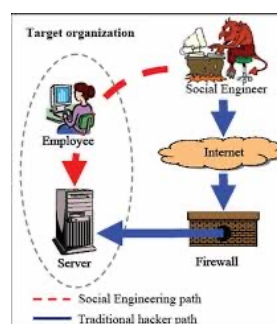 Target organization
Social Engineer
Employee
Internet
Server
Firewall
Social Engineering path
Traditional hacker path